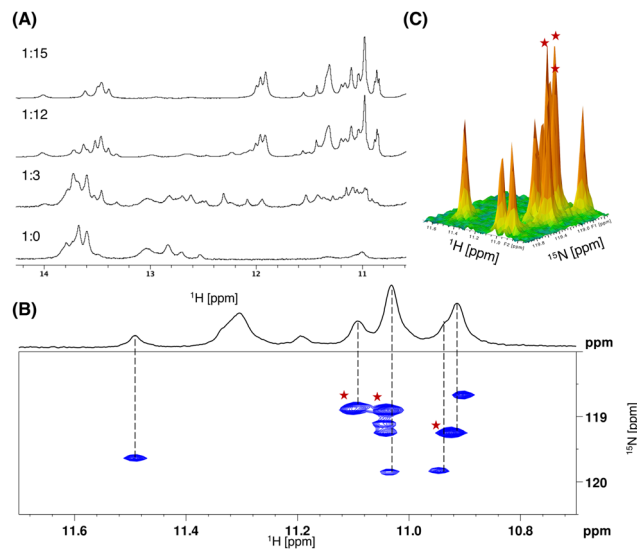 (A)
1:15
1:12
1:3
1:0
14 13 12 11
¹H [ppm]
(C)
¹H [ppm]
¹⁵N [ppm]
(B)
ppm
119
120
¹⁵N [ppm]
11.6 11.4 11.2 11.0 10.8 ppm
¹H [ppm]